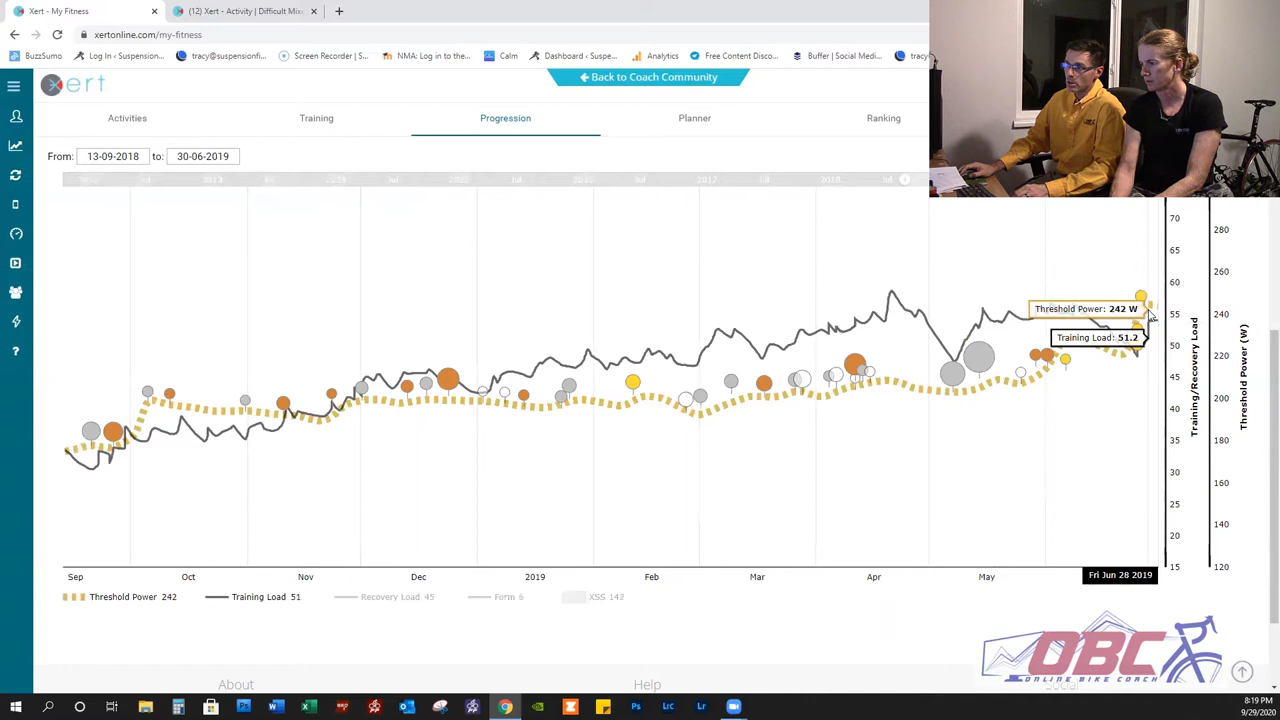 Xert - My Fitness
(12) Xert - Activity | Difficult Mix
xertonline.com/my-fitness
BuzzSumo
Log In ‹ Suspension...
tracy@suspensionfi...
Screen Recorder | S...
NMA: Log in to the...
Calm
Dashboard ‹ Suspe...
Analytics
Free Content Disco...
Buffer | Social Medi...
tracy@
Back to Coach Community
ert
Activities
Training
Progression
Planner
Ranking
From: 13-09-2018 to: 30-06-2019
70
65
60
55
50
45
40
35
30
25
20
15
Training/Recovery Load
280
260
240
220
200
180
160
140
120
Threshold Power (W)
Threshold Power: 242 W
Training Load: 51.2
Sep
Oct
Nov
Dec
2019
Feb
Mar
Apr
May
Fri Jun 28 2019
Threshold Power 242
Training Load 51
Recovery Load 45
Form 6
XSS 142
OBC
ONLINE BIKE COACH
About
Help
Social
8:19 PM
9/29/2020